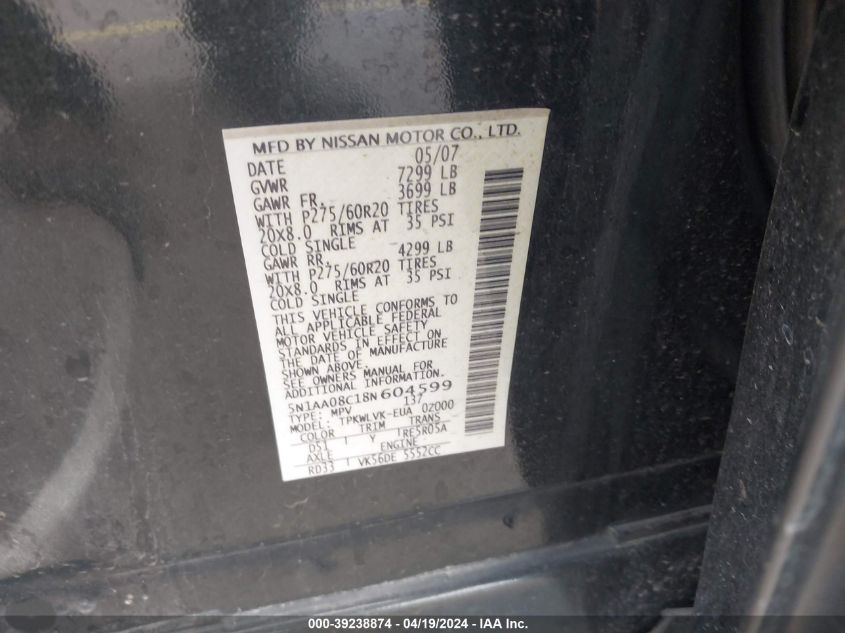 MFD BY NISSAN MOTOR CO., LTD.
DATE 05/07
GVWR 7299 LB
GAWR FR. 3699 LB
WITH P275/60R20 TIRES
20X8.0 RIMS AT 35 PSI
COLD SINGLE
GAWR RR. 4299 LB
WITH P275/60R20 TIRES
20X8.0 RIMS AT 35 PSI
COLD SINGLE
THIS VEHICLE CONFORMS TO
ALL APPLICABLE FEDERAL
MOTOR VEHICLE SAFETY
STANDARDS IN EFFECT ON
THE DATE OF MANUFACTURE
SHOWN ABOVE.
SEE OWNERS MANUAL FOR
ADDITIONAL INFORMATION.
5N1AA08C18N604599
TYPE: MPV 137
MODEL: TPKWLVK-EUA 02000
COLOR TRIM TRANS
D51 Y RE5R05A
AXLE ENGINE
RD33 VK56DE 5552CC
000-39238874 - 04/19/2024 - IAA Inc.